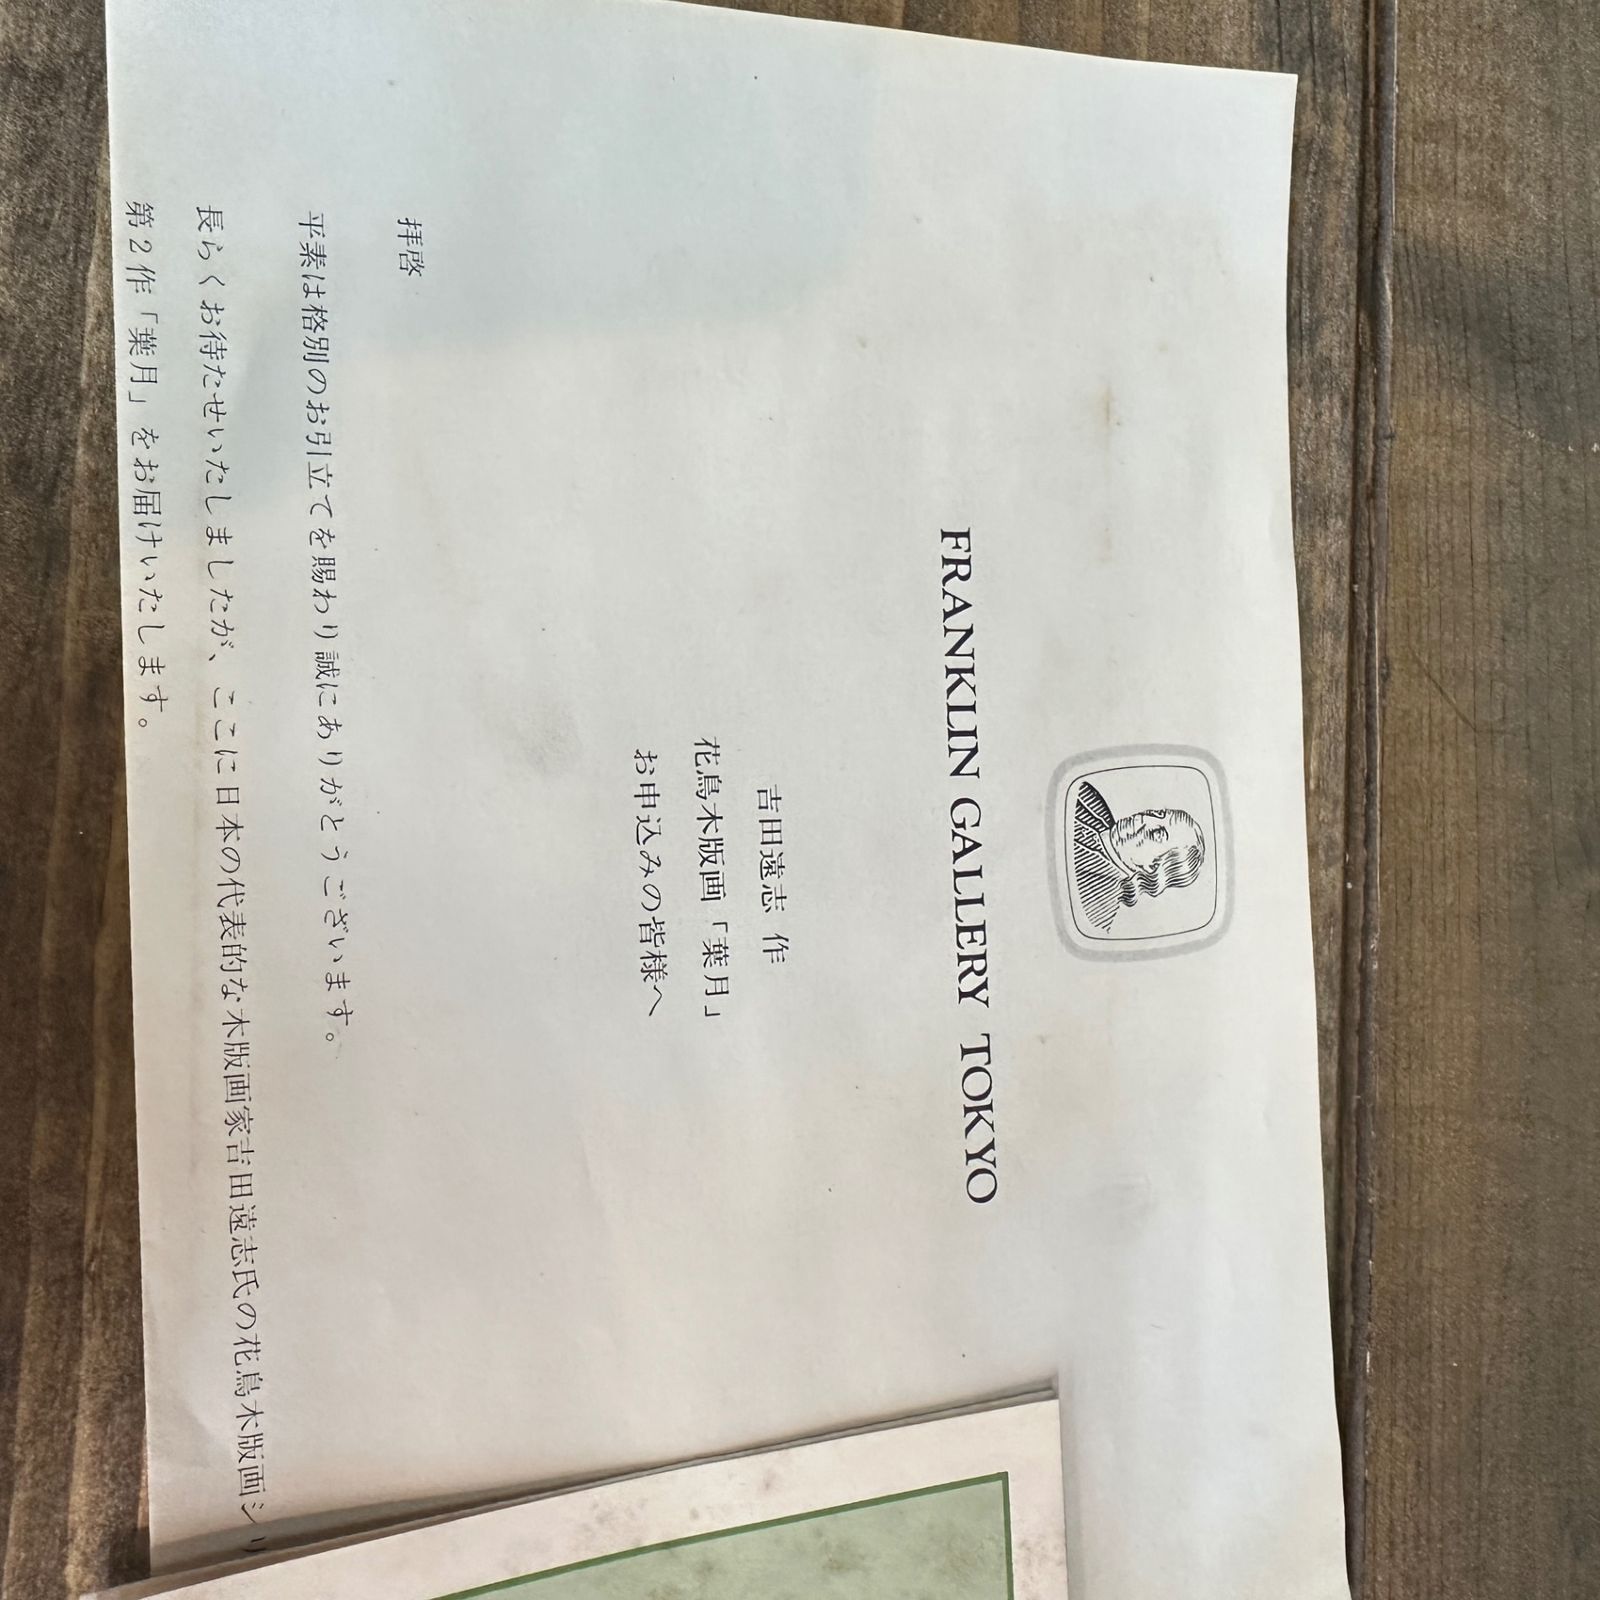 FRANKLIN GALLERY TOKYO
吉田遠志 作
花鳥木版画「葉月」
お申込みの皆様へ
拝啓
平素は格別のお引立てを賜わり誠にありがとうございます。
長らくお待たせいたしましたが、ここに日本の代表的な木版画家吉田遠志氏の花鳥木版画シリ
第2作「葉月」をお届けいたします。